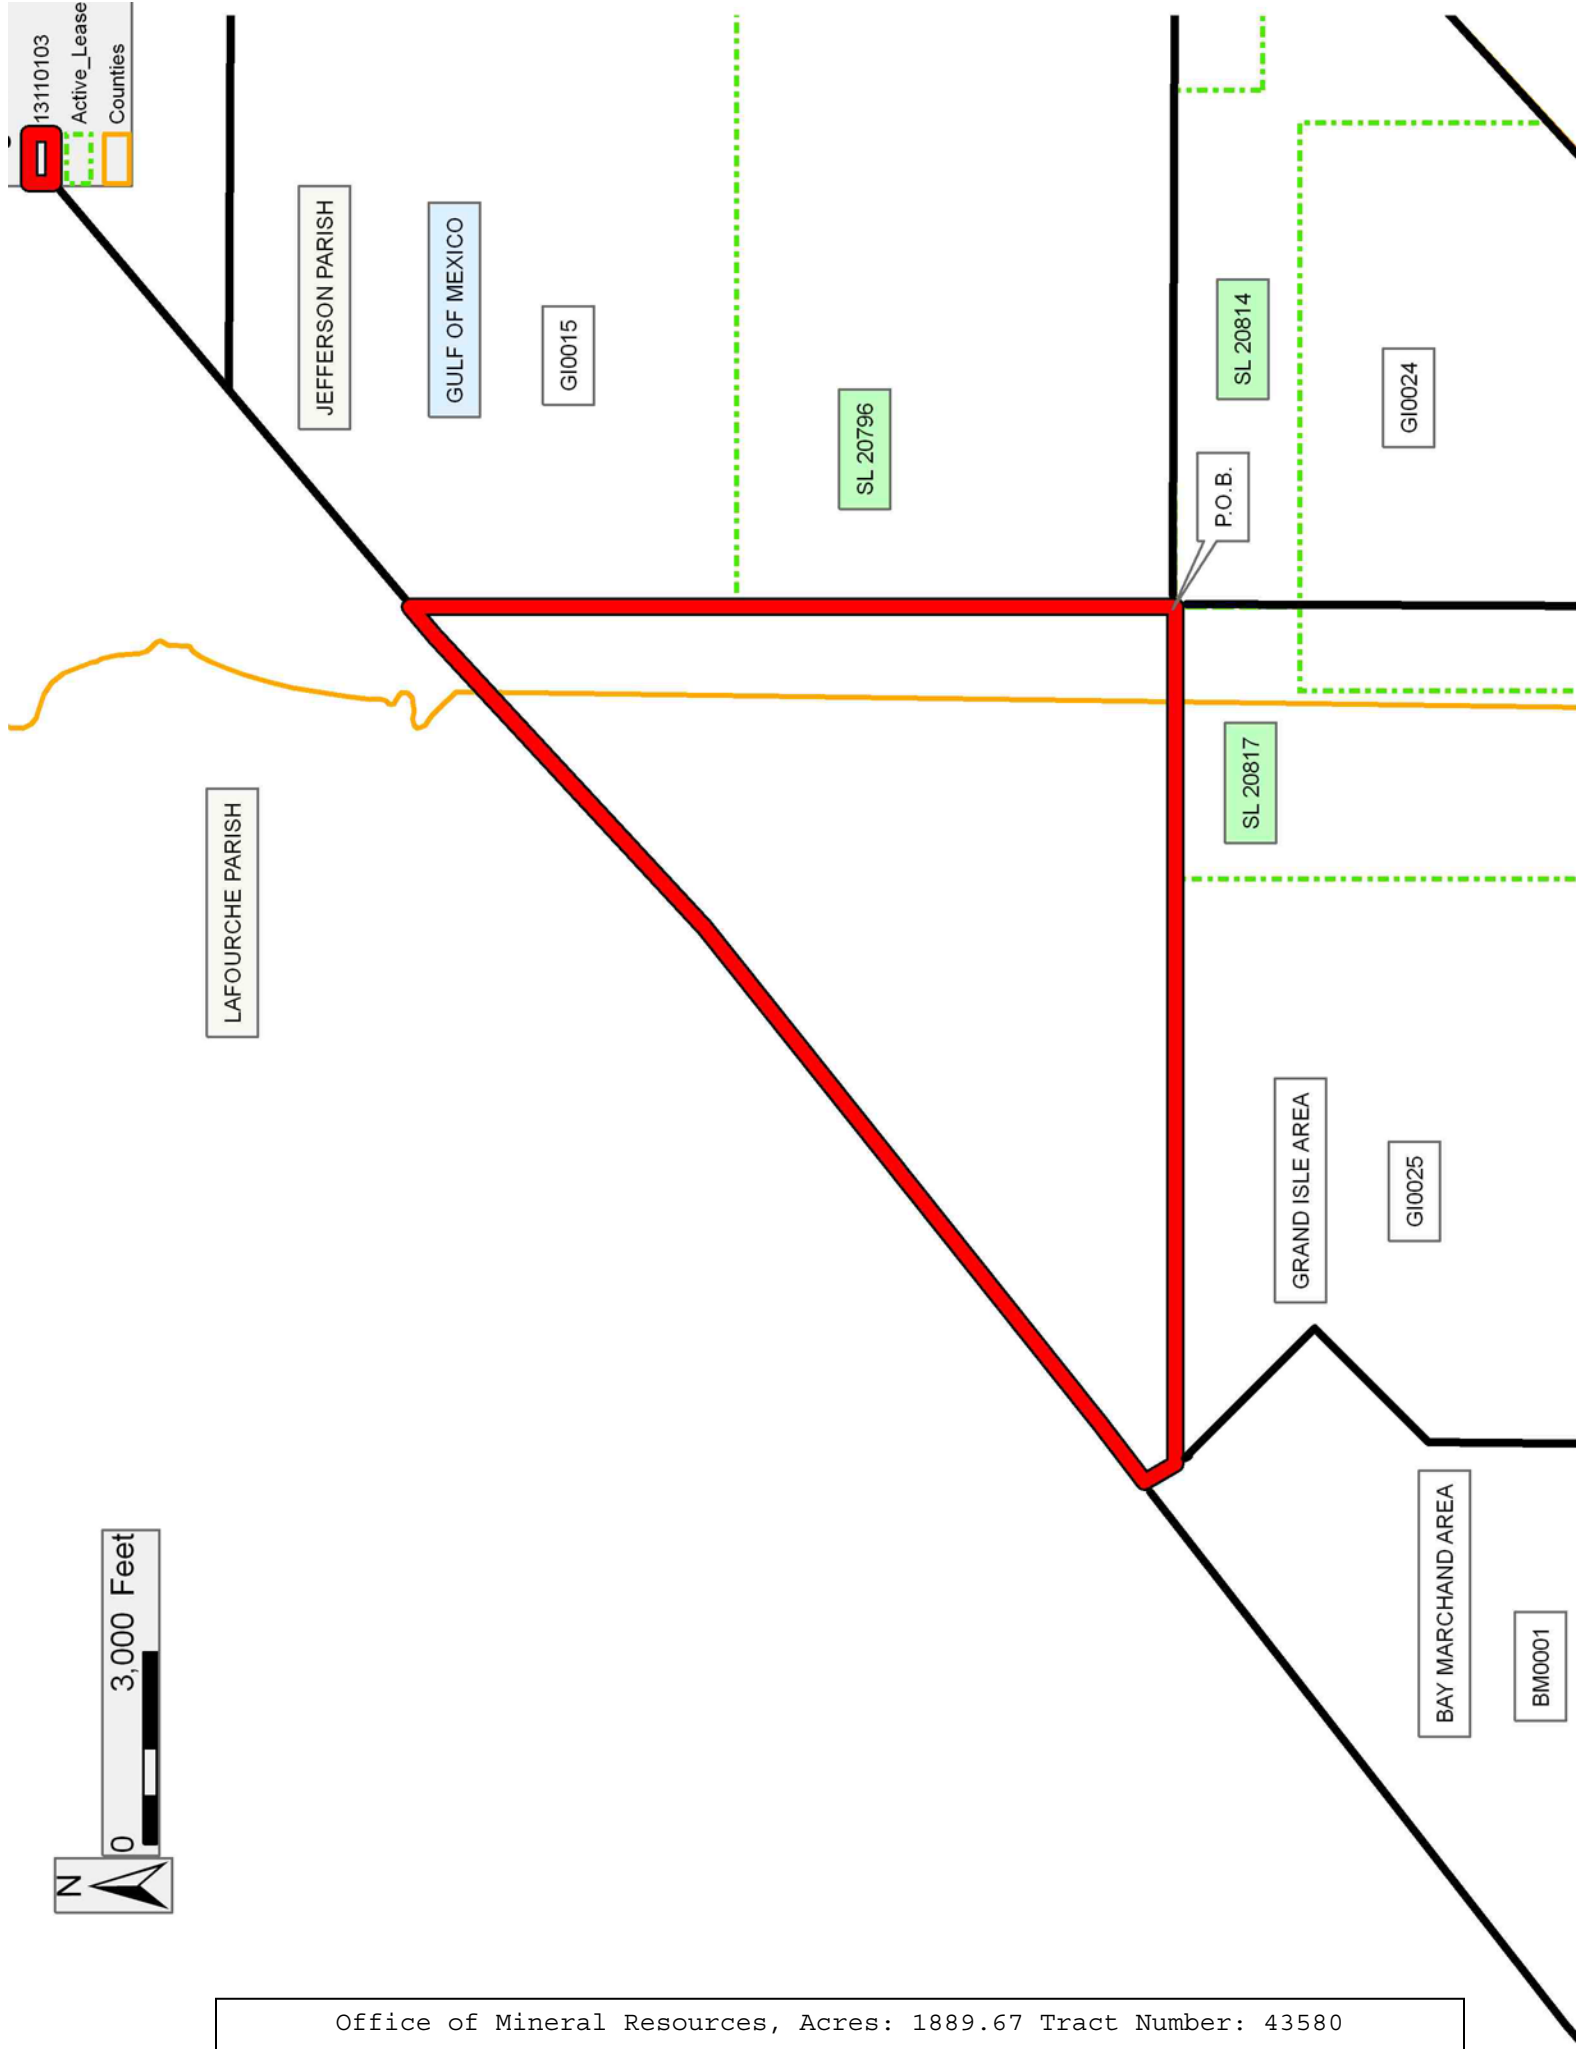 13110103
Active_Lease
Counties
JEFFERSON PARISH
GULF OF MEXICO
GI0015
SL 20796
SL 20814
GI0024
P.O.B.
LAFOURCHE PARISH
SL 20817
GRAND ISLE AREA
GI0025
BAY MARCHAND AREA
BM0001
N
0 3,000 Feet
Office of Mineral Resources, Acres: 1889.67 Tract Number: 43580